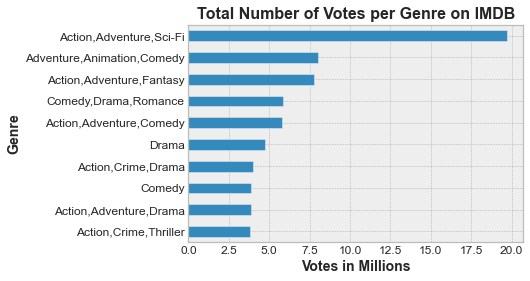 Total Number of Votes per Genre on IMDB
Action,Adventure,Sci-Fi
Adventure,Animation,Comedy
Action,Adventure,Fantasy
Comedy,Drama,Romance
Action,Adventure,Comedy
Drama
Action,Crime,Drama
Comedy
Action,Adventure,Drama
Action,Crime,Thriller
Genre
0.0 2.5 5.0 7.5 10.0 12.5 15.0 17.5 20.0
Votes in Millions